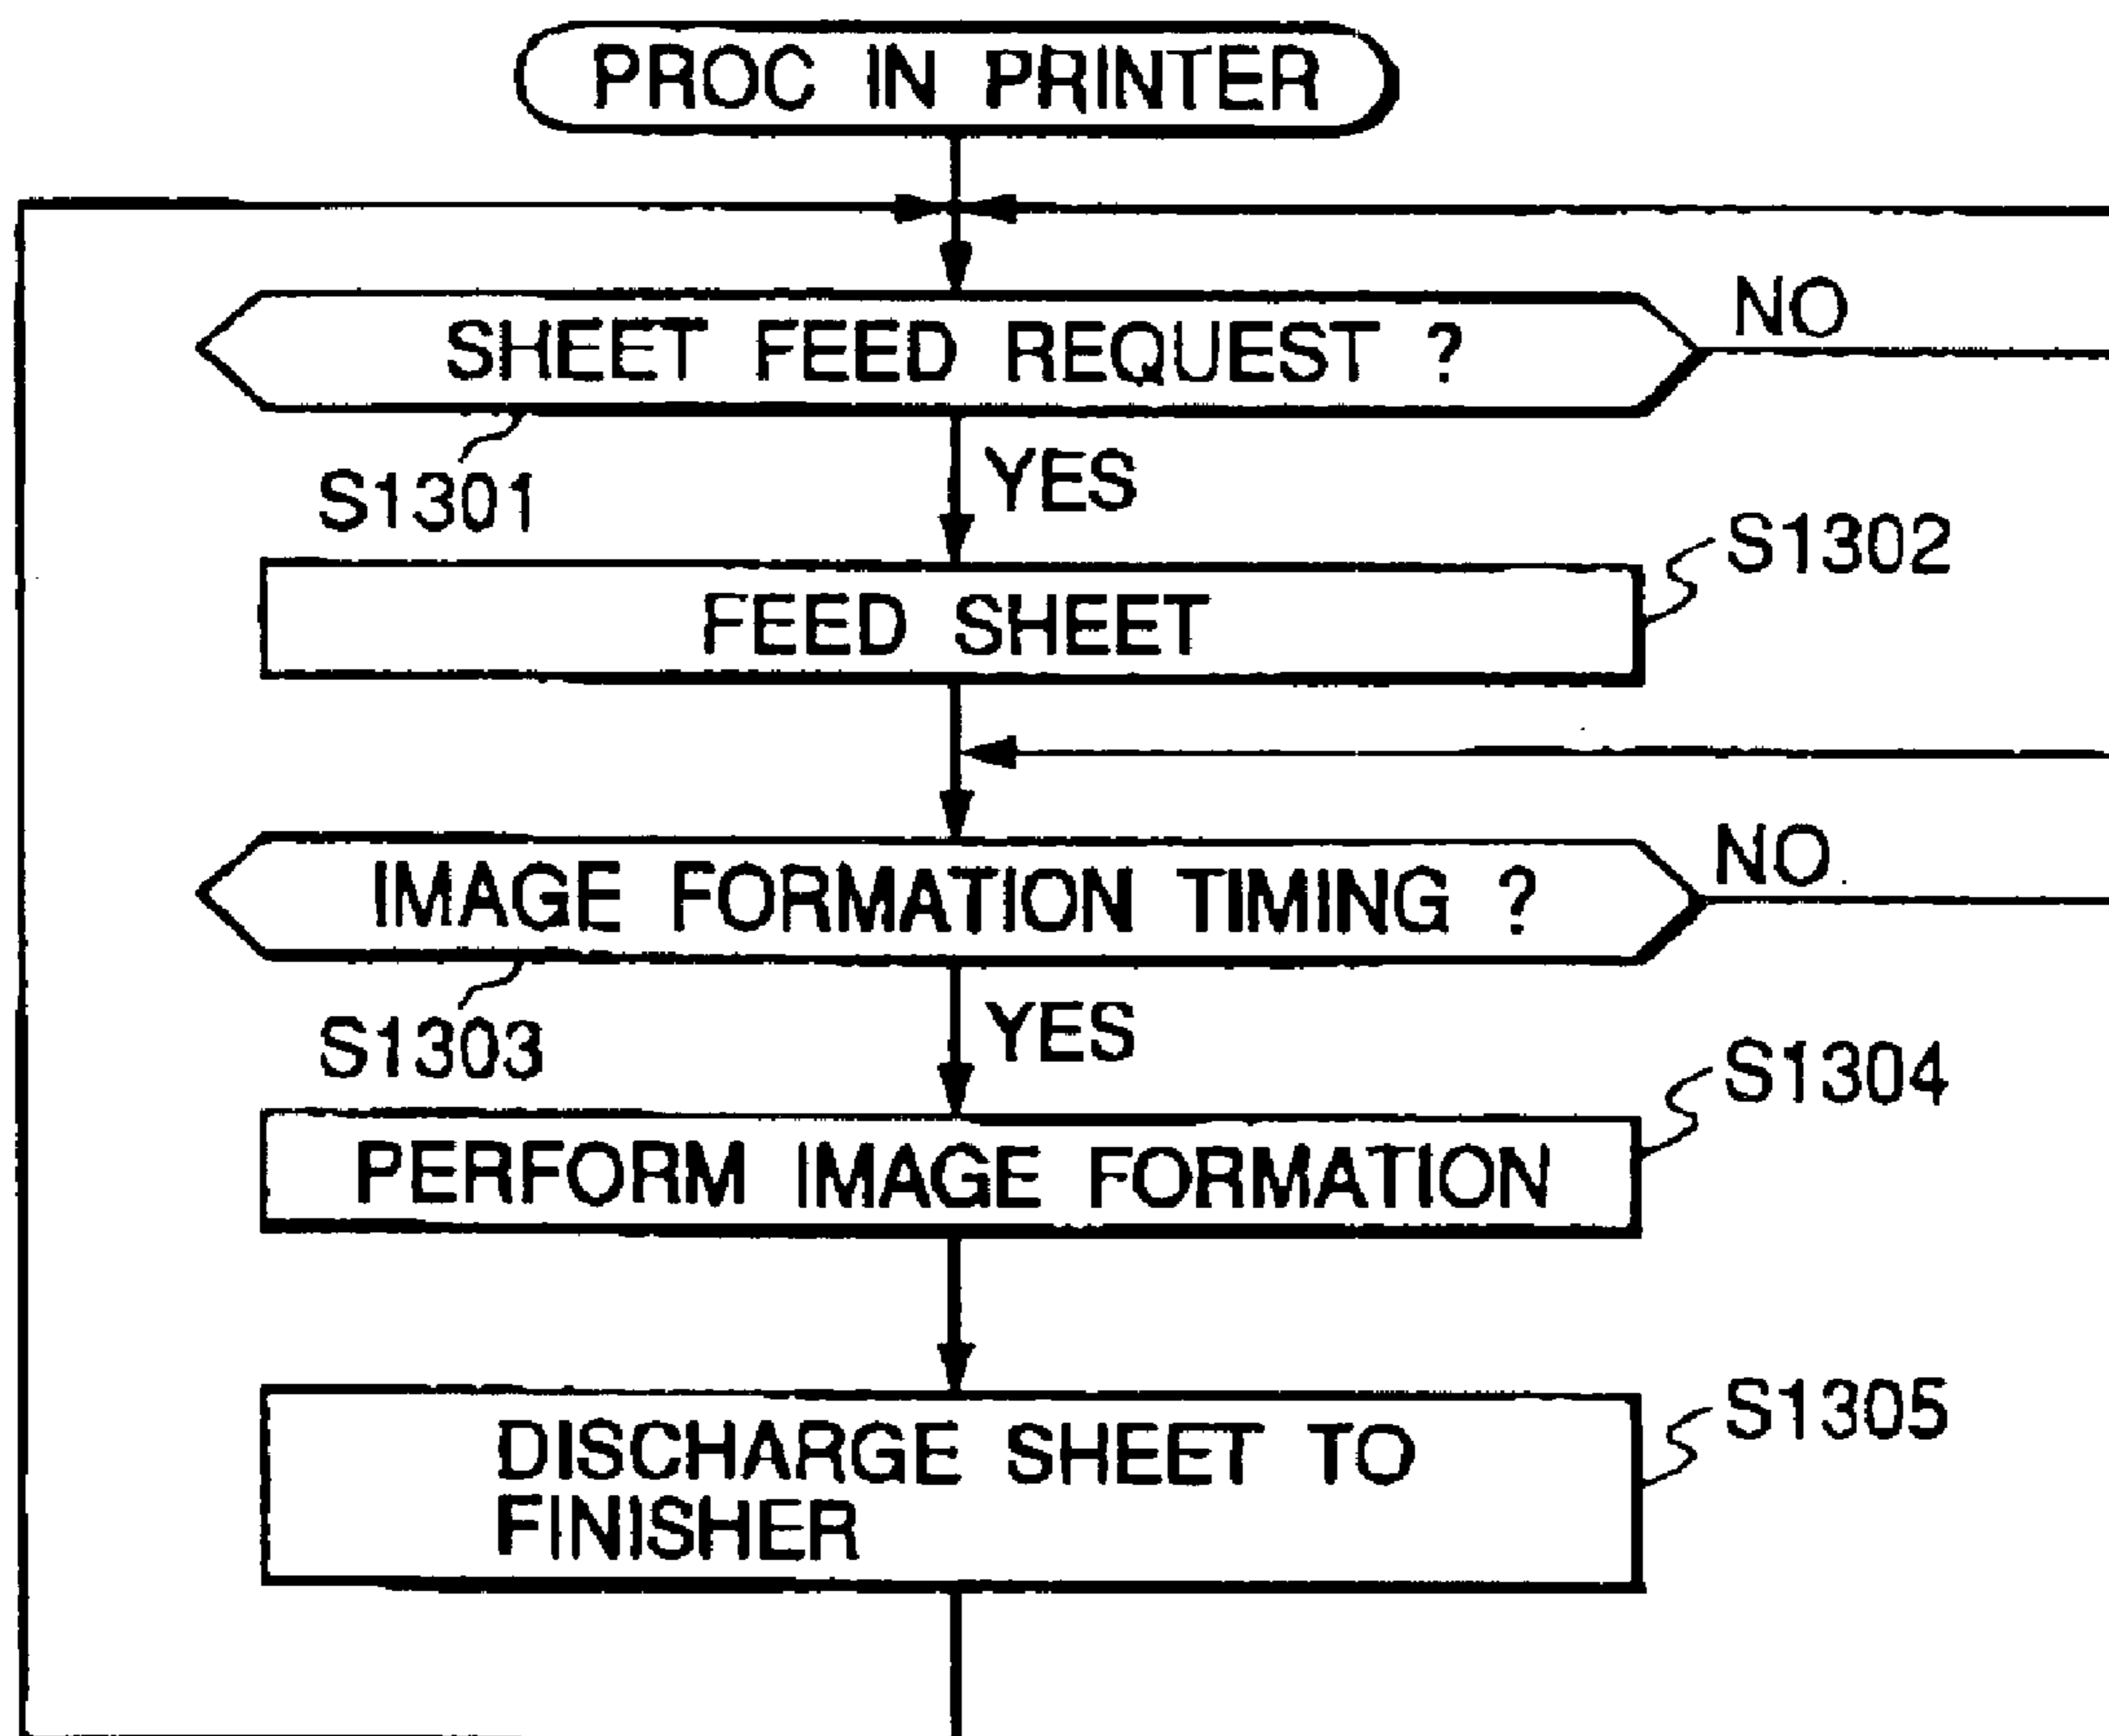 PROC IN PRINTER
SHEET FEED REQUEST ?
NO
S1301
YES
S1302
FEED SHEET
IMAGE FORMATION TIMING ?
NO
S1303
YES
S1304
PERFORM IMAGE FORMATION
S1305
DISCHARGE SHEET TO
FINISHER